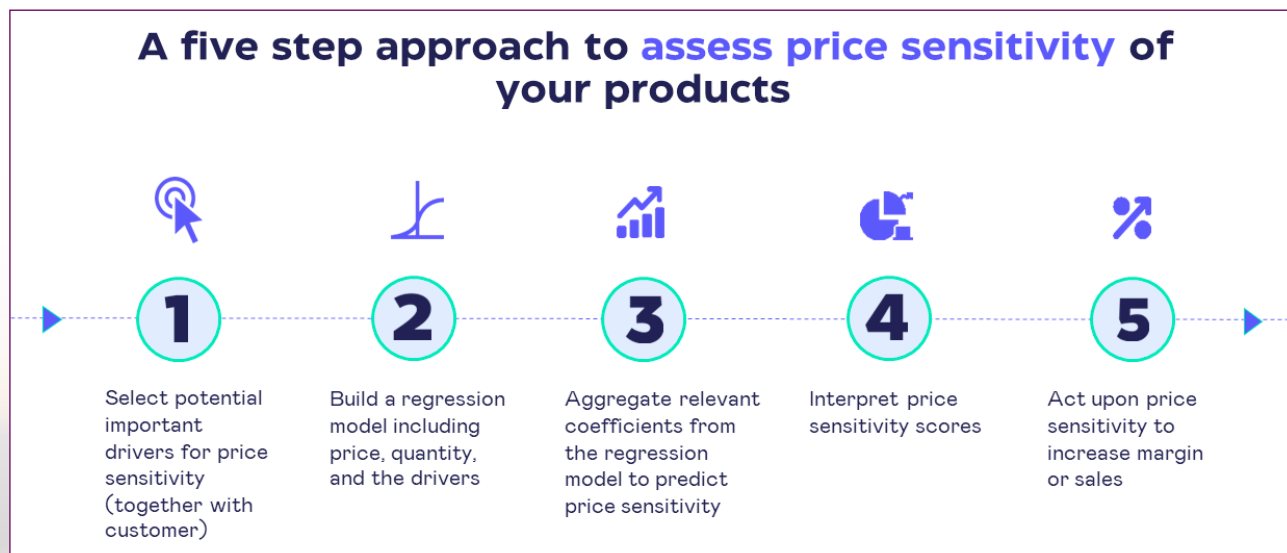 A five step approach to assess price sensitivity of
your products
1
Select potential
important
drivers for price
sensitivity
(together with
customer)
2
Build a regression
model including
price, quantity,
and the drivers
3
Aggregate relevant
coefficients from
the regression
model to predict
price sensitivity
4
Interpret price
sensitivity scores
5
Act upon price
sensitivity to
increase margin
or sales